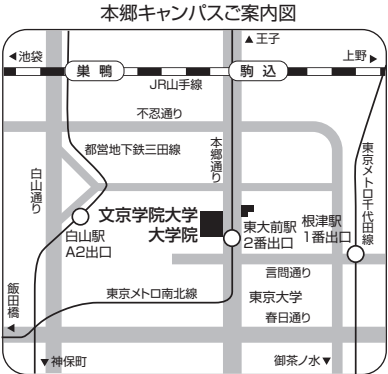 本郷キャンパスご案内図
◀池袋
▲王子
上野▶
巣鴨
駒込
JR山手線
不忍通り
都営地下鉄三田線
本郷通り
白山通り
東京メトロ千代田線
文京学院大学
大学院
白山駅
A2出口
東大前駅
2番出口
根津駅
1番出口
言問通り
飯田橋▼
東京メトロ南北線
東京大学
春日通り
▼神保町
御茶ノ水▼